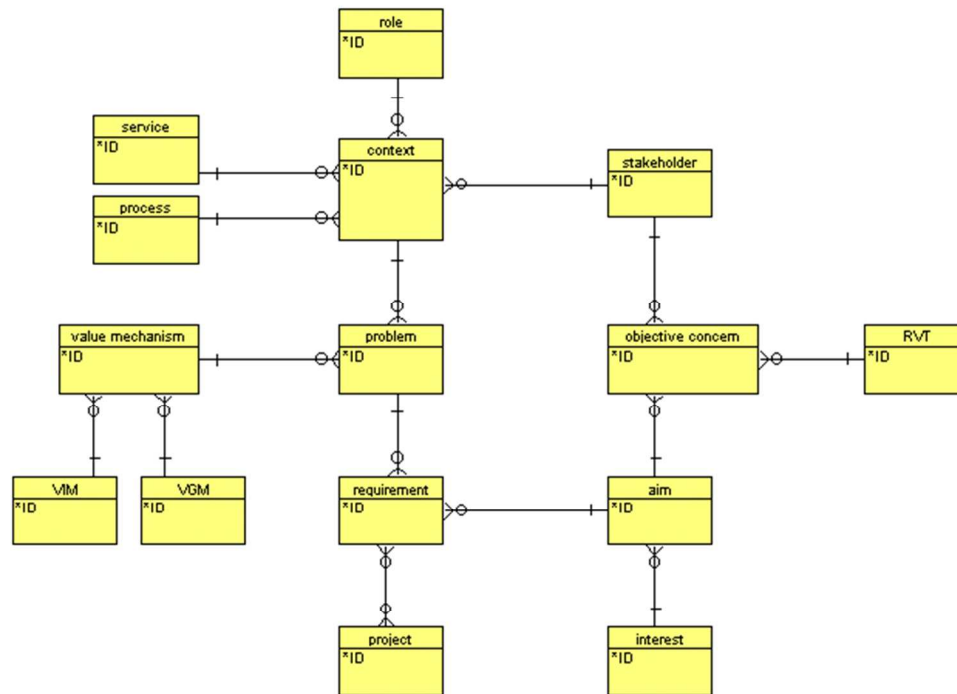 role
*ID
service
*ID
context
*ID
stakeholder
*ID
process
*ID
value mechanism
*ID
problem
*ID
objective concern
*ID
RVT
*ID
VIM
*ID
VGM
*ID
requirement
*ID
aim
*ID
project
*ID
interest
*ID